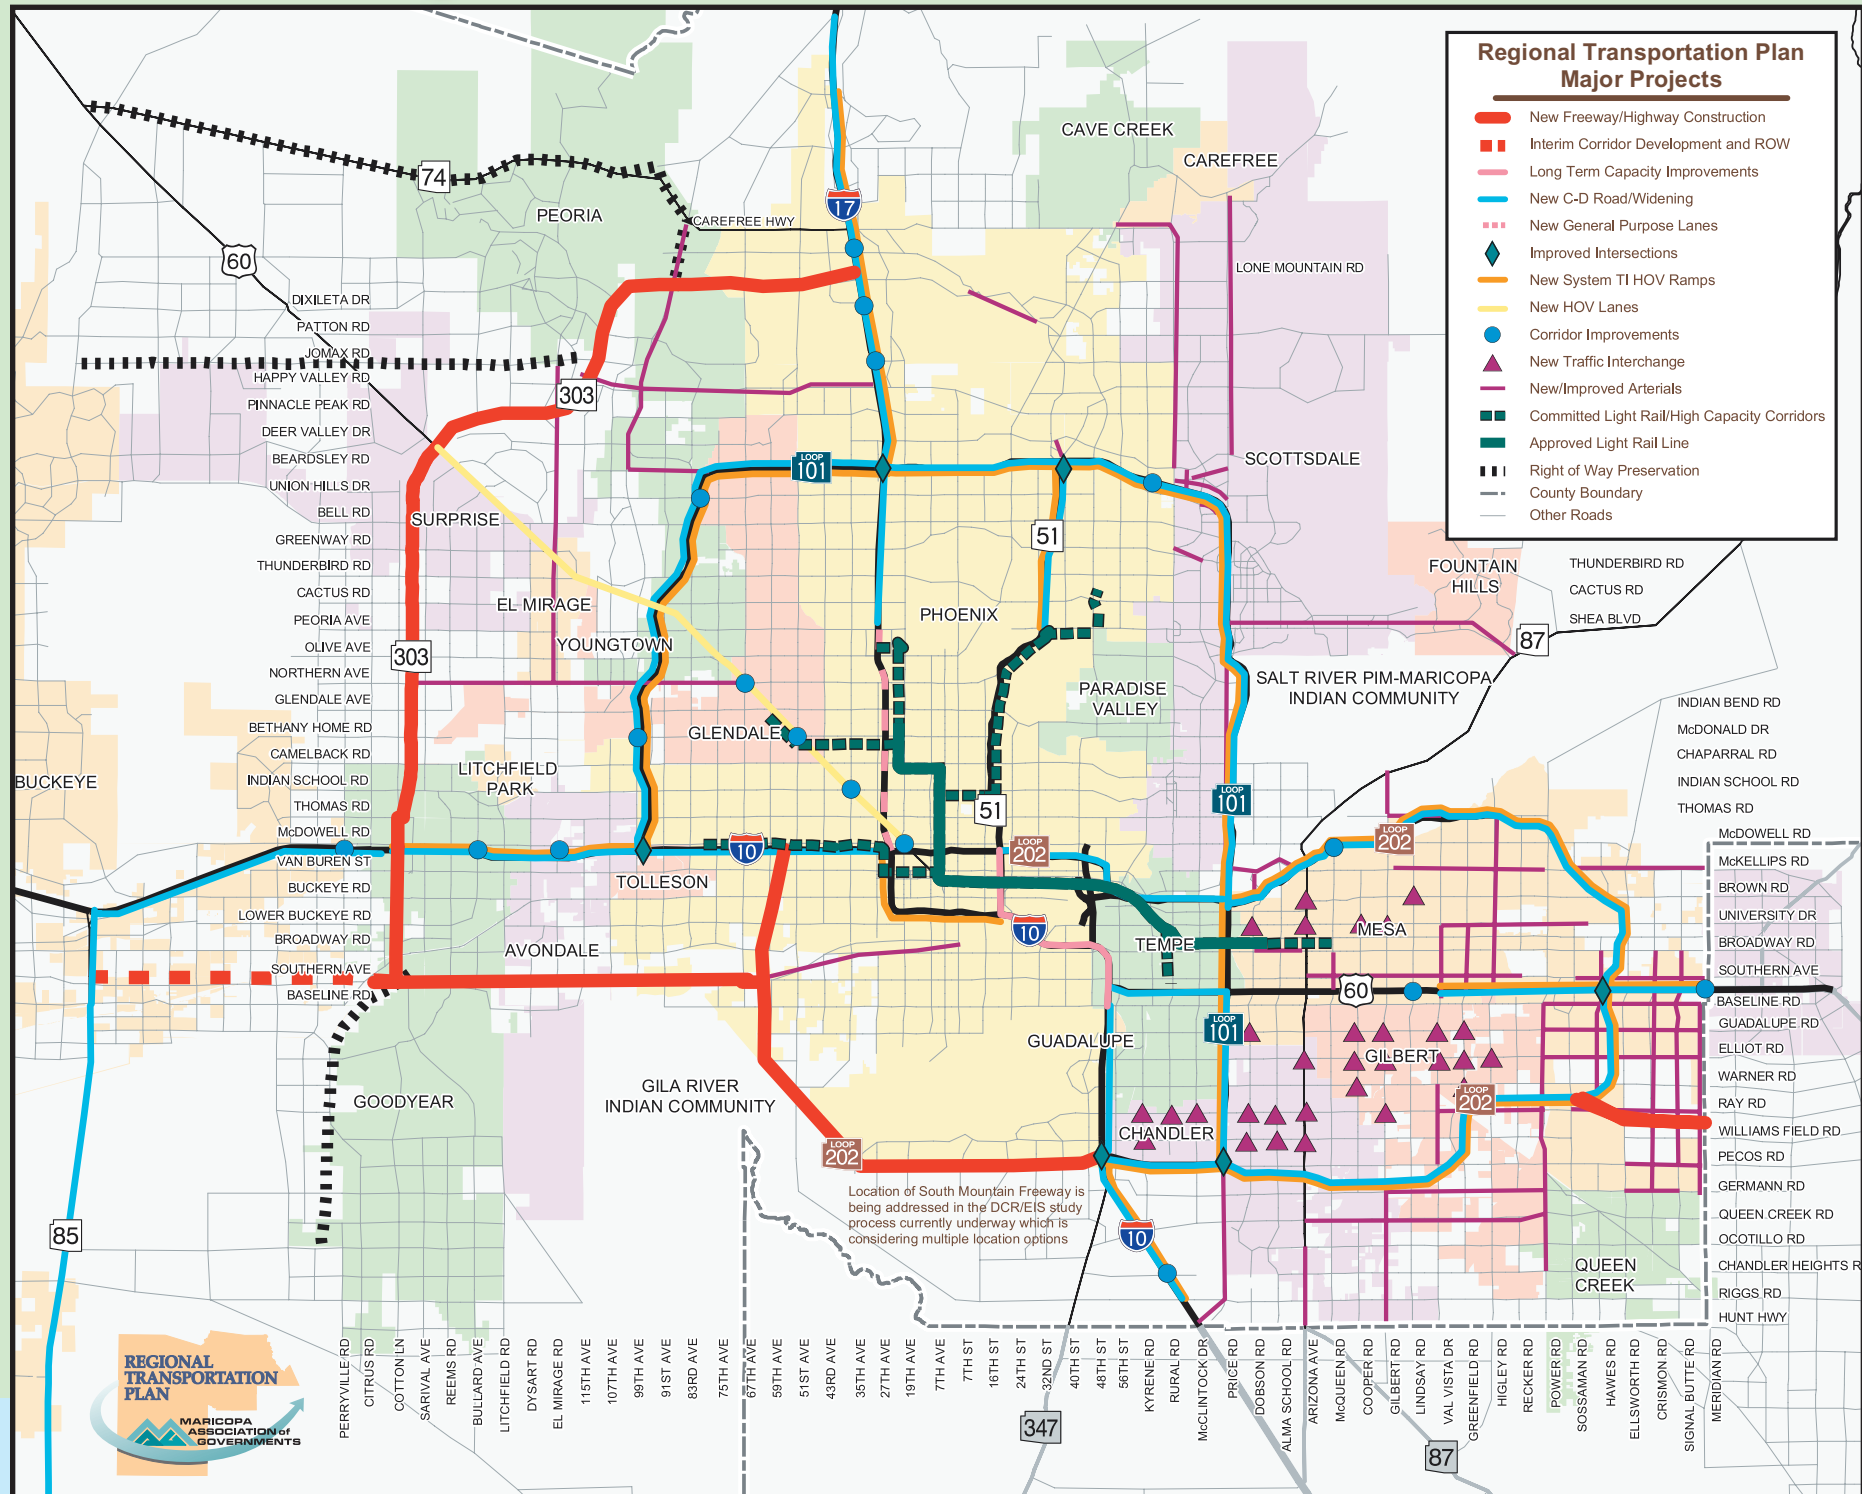 Regional Transportation Plan
Major Projects
New Freeway/Highway Construction
Interim Corridor Development and ROW
Long Term Capacity Improvements
New C-D Road/Widening
New General Purpose Lanes
Improved Intersections
New System TI HOV Ramps
New HOV Lanes
Corridor Improvements
New Traffic Interchange
New/Improved Arterials
Committed Light Rail/High Capacity Corridors
Approved Light Rail Line
Right of Way Preservation
County Boundary
Other Roads
CAVE CREEK
CAREFREE
74
17
PEORIA
CAREFREE HWY
60
LONE MOUNTAIN RD
DIXILETA DR
PATTON RD
JOMAX RD
HAPPY VALLEY RD
PINNACLE PEAK RD
DEER VALLEY DR
BEARDSLEY RD
UNION HILLS DR
BELL RD
GREENWAY RD
THUNDERBIRD RD
CACTUS RD
PEORIA AVE
OLIVE AVE
NORTHERN AVE
GLENDALE AVE
BETHANY HOME RD
CAMELBACK RD
INDIAN SCHOOL RD
THOMAS RD
McDOWELL RD
VAN BUREN ST
BUCKEYE RD
LOWER BUCKEYE RD
BROADWAY RD
SOUTHERN AVE
BASELINE RD
303
LOOP
101
SCOTTSDALE
SURPRISE
51
FOUNTAIN
HILLS
THUNDERBIRD RD
CACTUS RD
SHEA BLVD
EL MIRAGE
PHOENIX
YOUNGTOWN
303
87
SALT RIVER PIM-MARICOPA
INDIAN COMMUNITY
PARADISE
VALLEY
GLENDALE
INDIAN BEND RD
McDONALD DR
CHAPARRAL RD
INDIAN SCHOOL RD
THOMAS RD
McDOWELL RD
McKELLIPS RD
BROWN RD
UNIVERSITY DR
BROADWAY RD
SOUTHERN AVE
BASELINE RD
GUADALUPE RD
ELLIOT RD
WARNER RD
RAY RD
WILLIAMS FIELD RD
PECOS RD
GERMANN RD
QUEEN CREEK RD
OCOTILLO RD
CHANDLER HEIGHTS R
RIGGS RD
HUNT HWY
BUCKEYE
LITCHFIELD
PARK
51
LOOP
101
LOOP
202
LOOP
202
10
TOLLESON
10
AVONDALE
TEMPE
MESA
60
LOOP
101
GUADALUPE
GILBERT
GILA RIVER
INDIAN COMMUNITY
GOODYEAR
LOOP
202
CHANDLER
LOOP
202
Location of South Mountain Freeway is
being addressed in the DCR/EIS study
process currently underway which is
considering multiple location options
85
10
QUEEN
CREEK
PERRYVILLE RD
CITRUS RD
COTTON LN
SARIVAL AVE
REEMS RD
BULLARD AVE
LITCHFIELD RD
DYSART RD
EL MIRAGE RD
115TH AVE
107TH AVE
99TH AVE
91ST AVE
83RD AVE
75TH AVE
67TH AVE
59TH AVE
51ST AVE
43RD AVE
35TH AVE
27TH AVE
19TH AVE
7TH AVE
7TH ST
16TH ST
24TH ST
32ND ST
40TH ST
48TH ST
56TH ST
KYRENE RD
RURAL RD
McCLINTOCK DR
PRICE RD
DOBSON RD
ALMA SCHOOL RD
ARIZONA AVE
McQUEEN RD
COOPER RD
GILBERT RD
LINDSAY RD
VAL VISTA DR
GREENFIELD RD
HIGLEY RD
RECKER RD
POWER RD
SOSSAMAN RD
HAWES RD
ELLSWORTH RD
CRISMON RD
SIGNAL BUTTE RD
MERIDIAN RD
347
87
REGIONAL
TRANSPORTATION
PLAN
MARICOPA
ASSOCIATION of
GOVERNMENTS